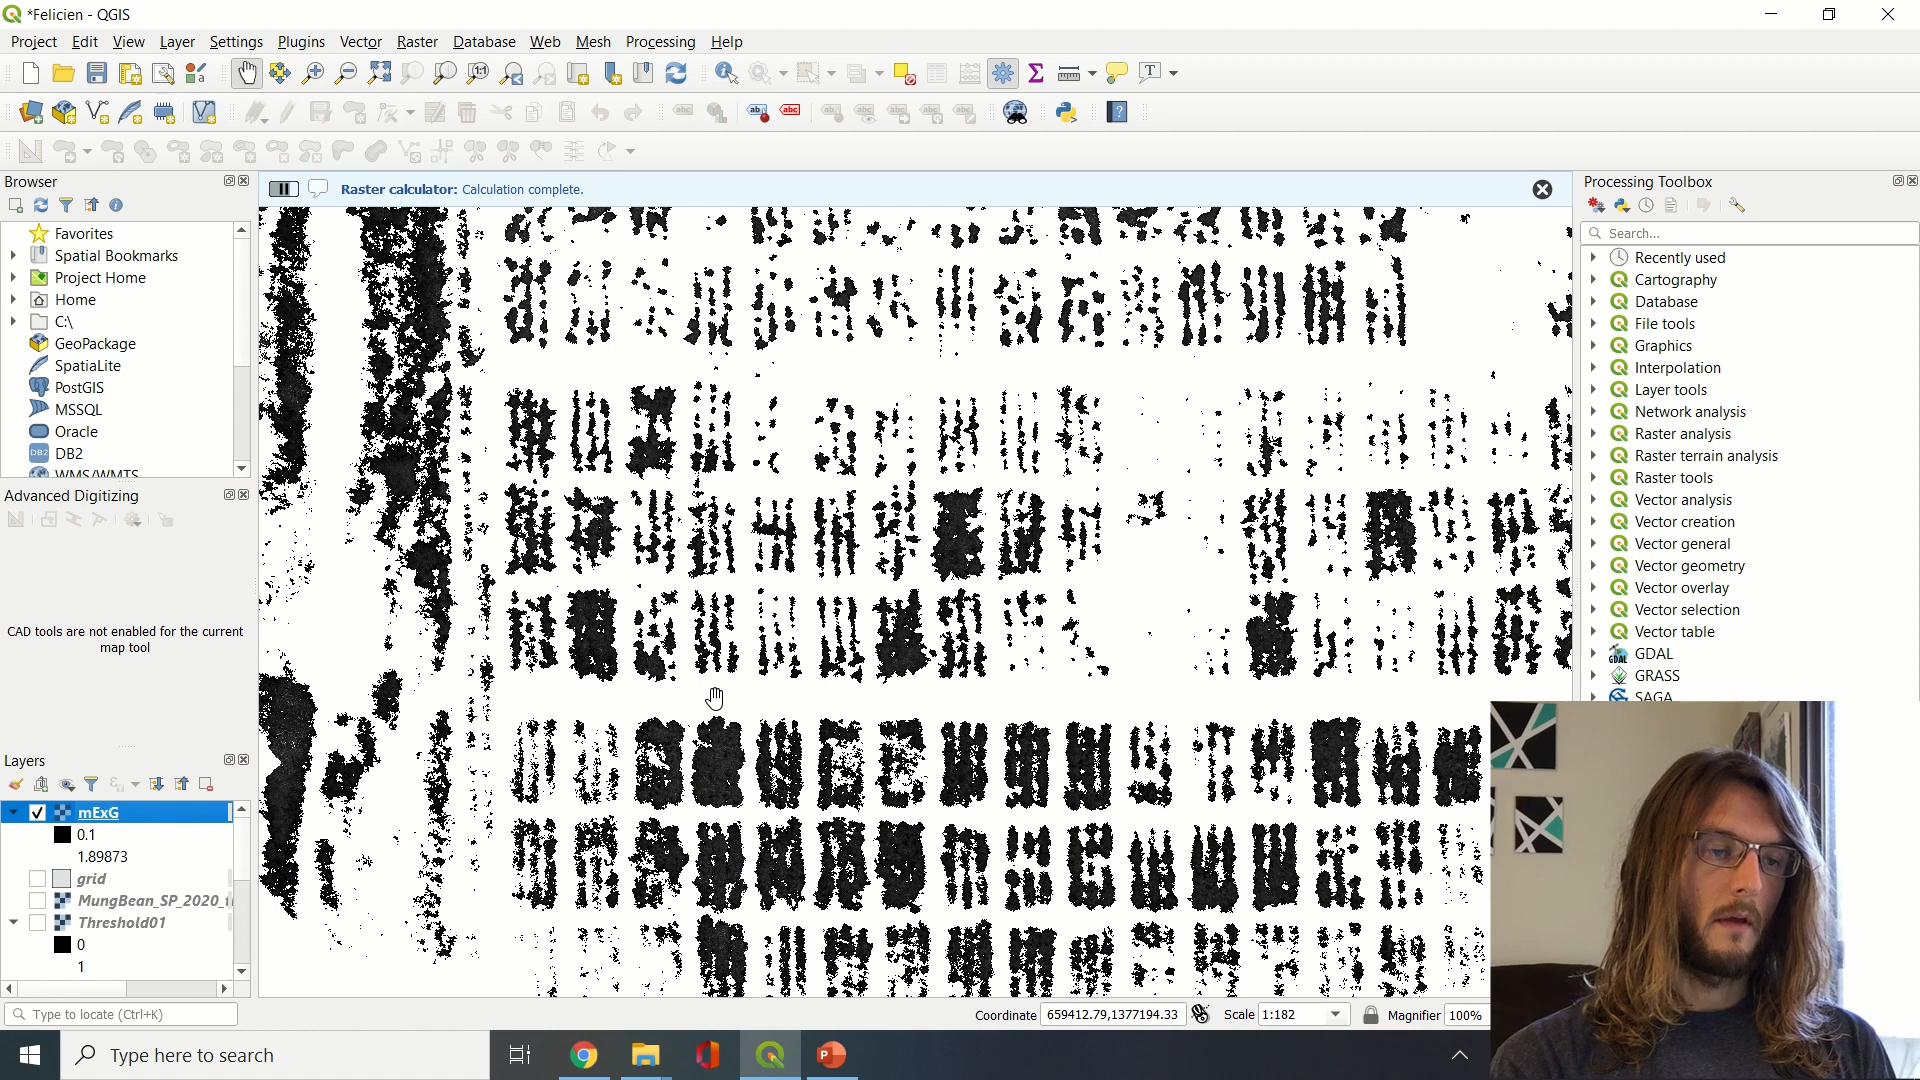 *Felicien - QGIS
Project Edit View Layer Settings Plugins Vector Raster Database Web Mesh Processing Help
Browser
Raster calculator: Calculation complete.
Processing Toolbox
Search...
Favorites
Spatial Bookmarks
Project Home
Home
C:\
GeoPackage
SpatiaLite
PostGIS
MSSQL
Oracle
DB2
WMS/WMTS
Recently used
Cartography
Database
File tools
Graphics
Interpolation
Layer tools
Network analysis
Raster analysis
Raster terrain analysis
Raster tools
Vector analysis
Vector creation
Vector general
Vector geometry
Vector overlay
Vector selection
Vector table
GDAL
GRASS
SAGA
Advanced Digitizing
CAD tools are not enabled for the current
map tool
Layers
mExG
0.1
1.89873
grid
MungBean_SP_2020_
Threshold01
0
1
Type to locate (Ctrl+K)
Coordinate 659412.79,1377194.33 Scale 1:182 Magnifier 100%
Type here to search